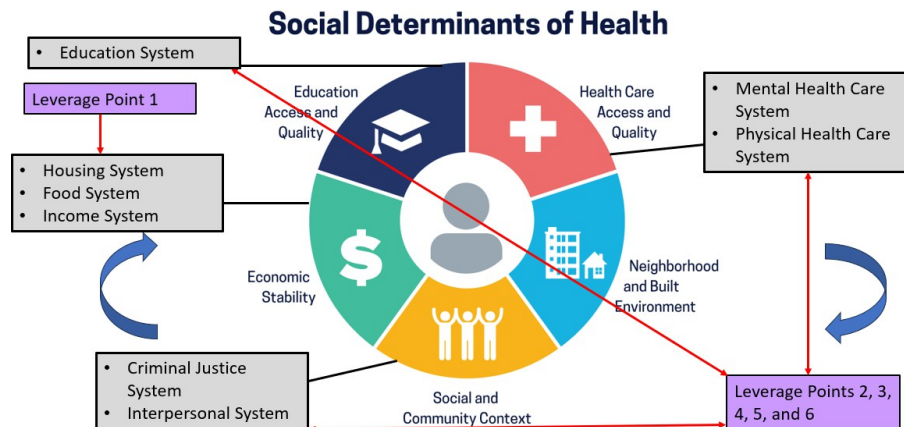 Social Determinants of Health
• Education System
Leverage Point 1
Education
Access and
Quality
Health Care
Access and
Quality
• Mental Health Care
System
• Physical Health Care
System
• Housing System
• Food System
• Income System
$
Economic
Stability
Neighborhood
and Built
Environment
• Criminal Justice
System
• Interpersonal System
Social and
Community Context
Leverage Points 2, 3,
4, 5, and 6